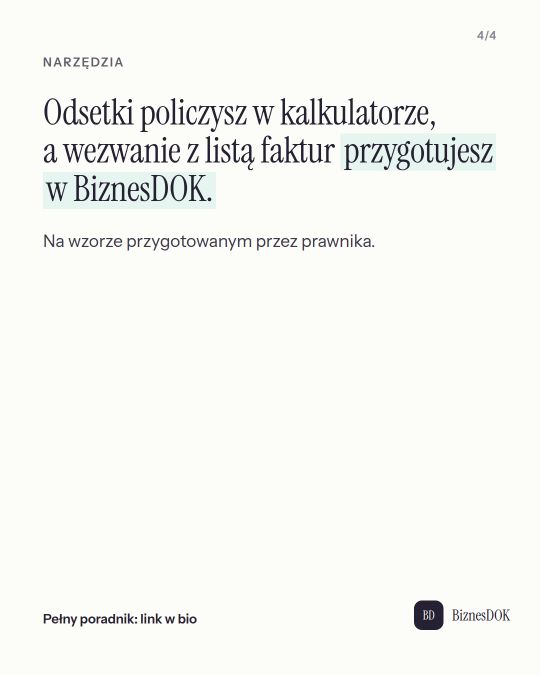 4/4
NARZĘDZIA
Odsetki policzysz w kalkulatorze,
a wezwanie z listą faktur przygotujesz
w BiznesDOK.
Na wzorze przygotowanym przez prawnika.
Pełny poradnik: link w bio
BD BiznesDOK